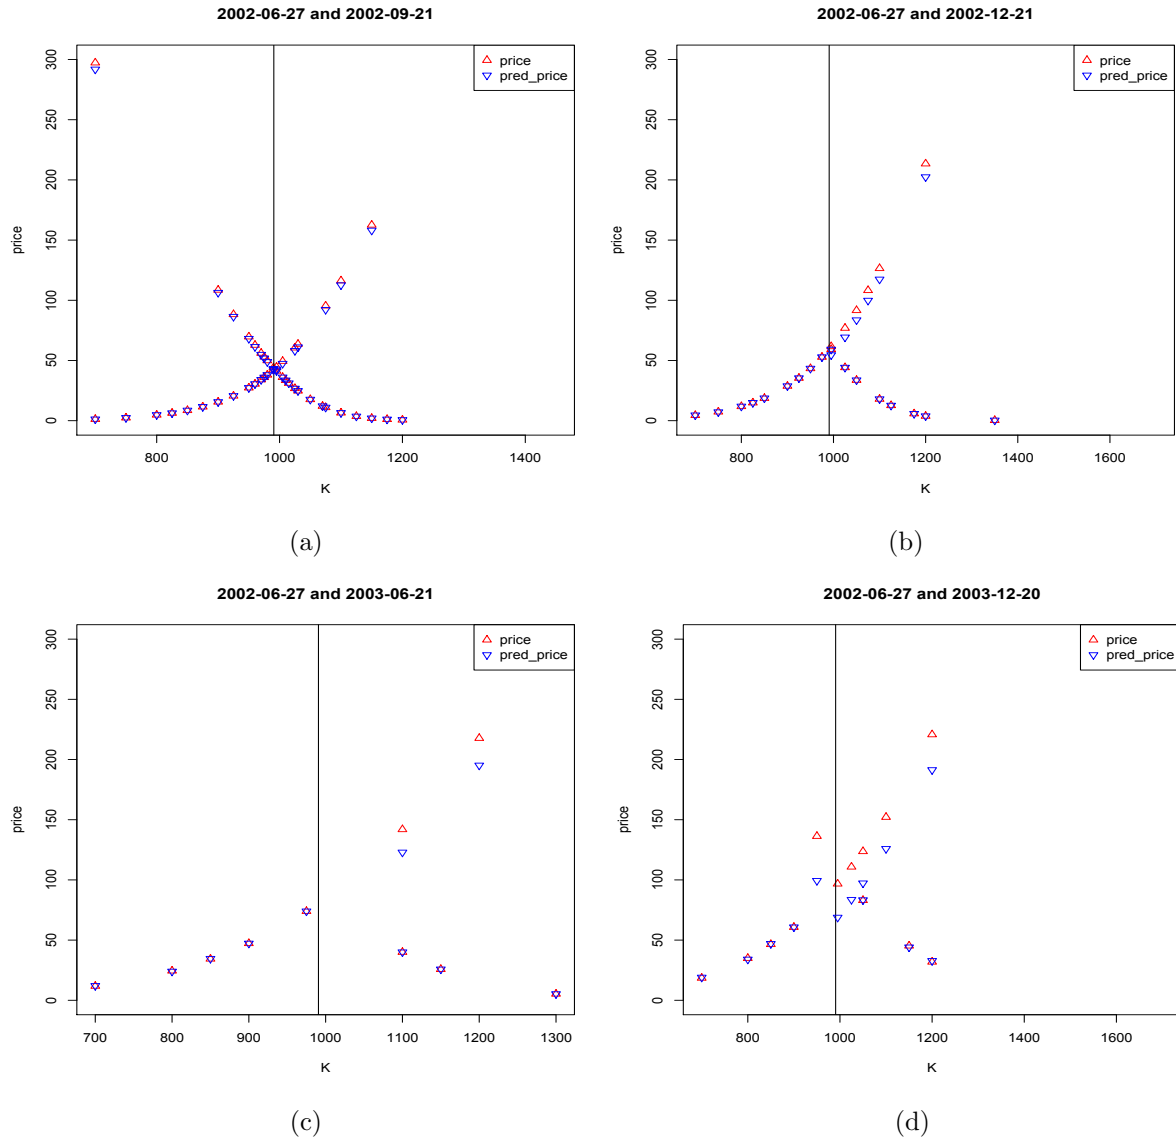 2002-06-27 and 2002-09-21
price
pred_price
300
250
200
150
100
50
0
price
800 1000 1200 1400
K
(a)
2002-06-27 and 2002-12-21
price
pred_price
300
250
200
150
100
50
0
price
800 1000 1200 1400 1600
K
(b)
2002-06-27 and 2003-06-21
price
pred_price
300
250
200
150
100
50
0
price
700 800 900 1000 1100 1200 1300
K
(c)
2002-06-27 and 2003-12-20
price
pred_price
300
250
200
150
100
50
0
price
800 1000 1200 1400 1600
K
(d)